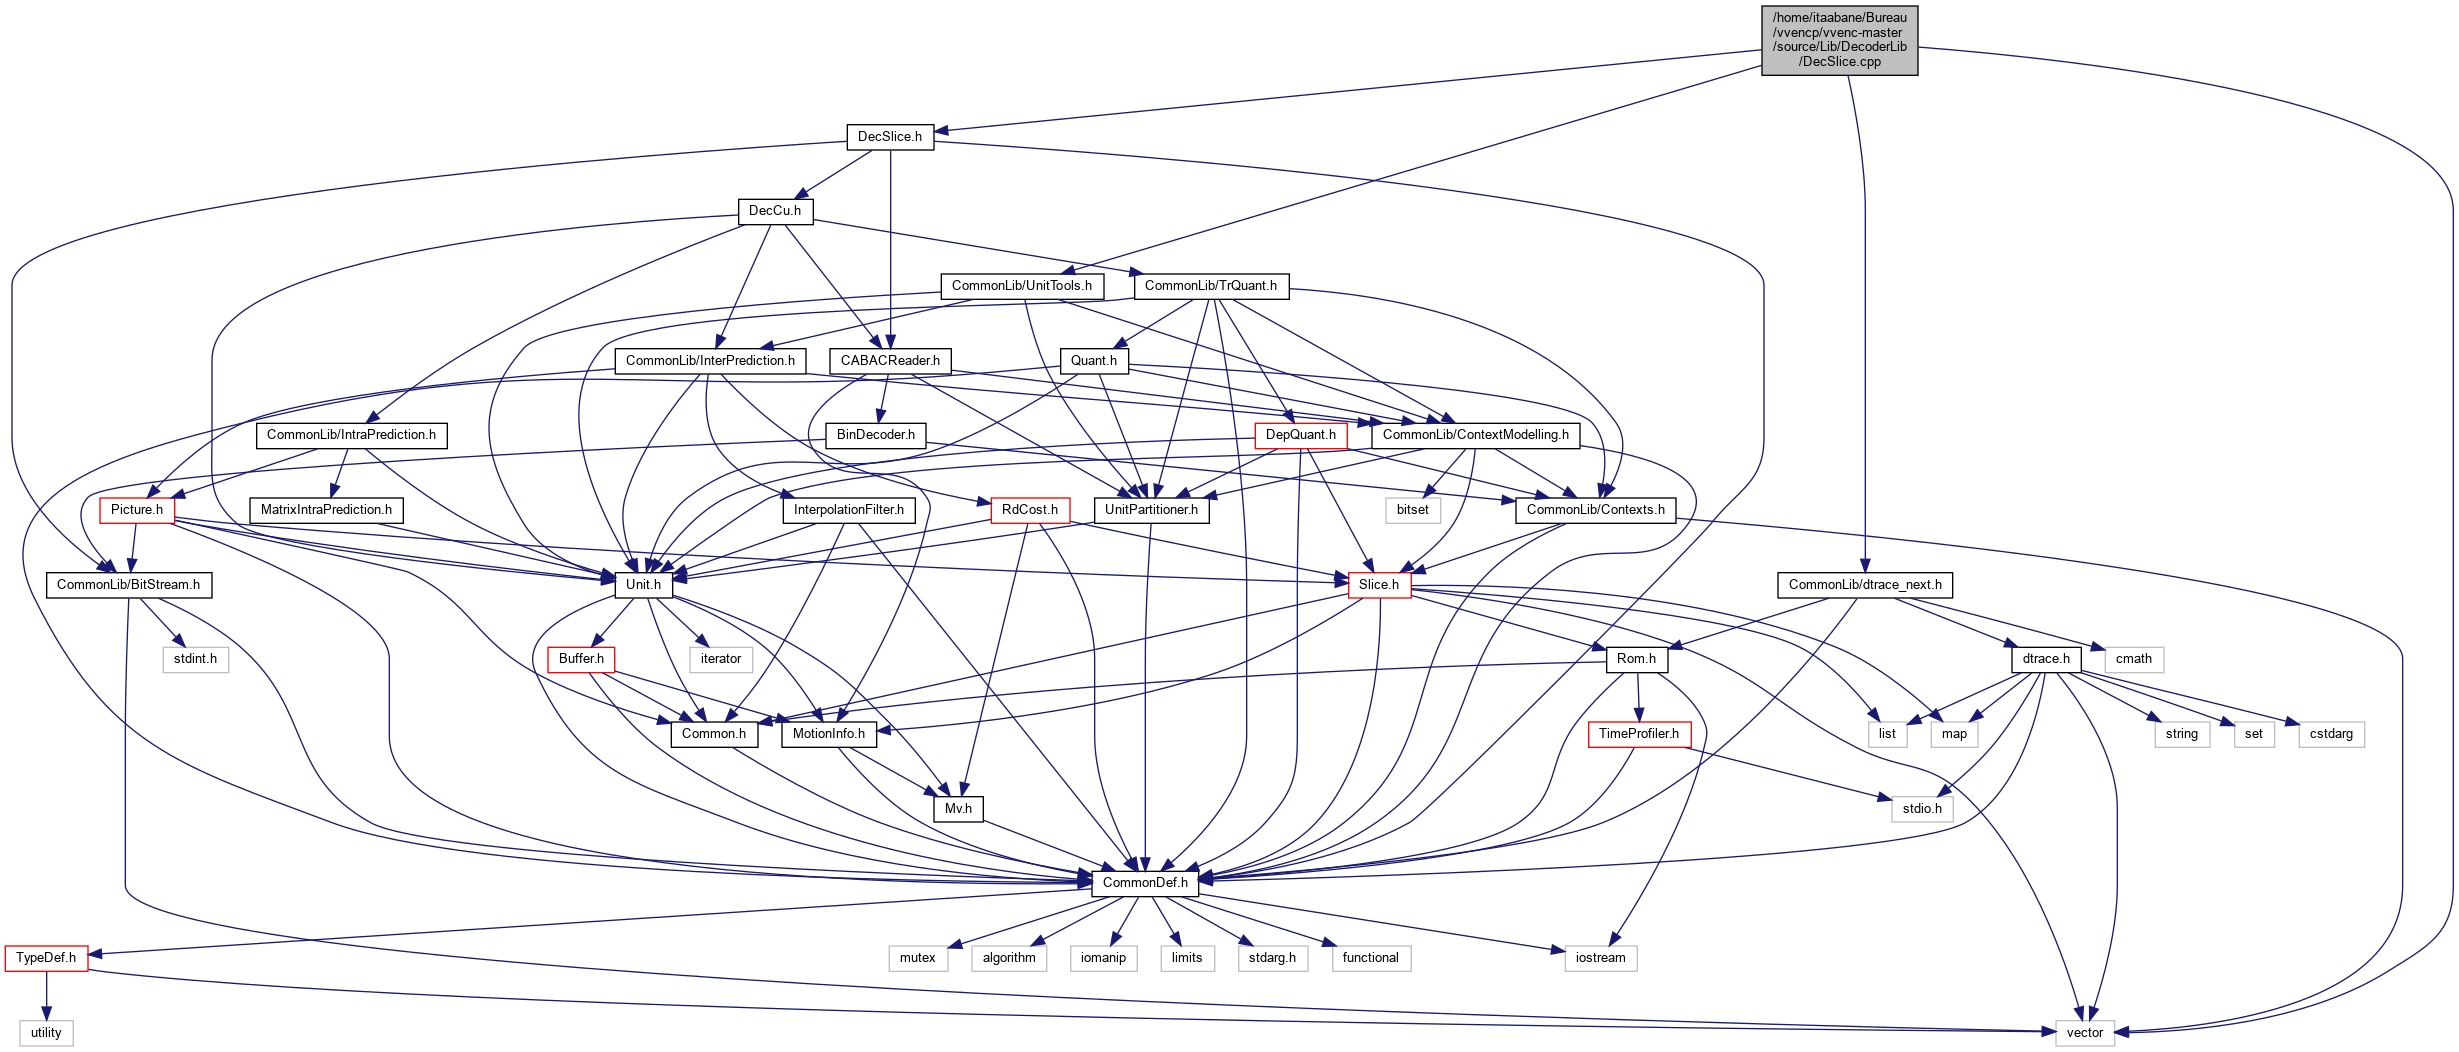 /home/itaabane/Bureau
/vvencp/vvenc-master
/source/Lib/DecoderLib
/DecSlice.cpp
DecSlice.h
DecCu.h
CommonLib/UnitTools.h
CommonLib/TrQuant.h
CommonLib/InterPrediction.h
CABACReader.h
Quant.h
CommonLib/IntraPrediction.h
BinDecoder.h
DepQuant.h
CommonLib/ContextModelling.h
Picture.h
MatrixIntraPrediction.h
InterpolationFilter.h
RdCost.h
UnitPartitioner.h
bitset
CommonLib/Contexts.h
CommonLib/BitStream.h
Unit.h
Slice.h
CommonLib/dtrace_next.h
stdint.h
Buffer.h
iterator
Rom.h
dtrace.h
cmath
Common.h
MotionInfo.h
TimeProfiler.h
list
map
string
set
cstdarg
Mv.h
stdio.h
CommonDef.h
TypeDef.h
mutex
algorithm
iomanip
limits
stdarg.h
functional
iostream
utility
vector